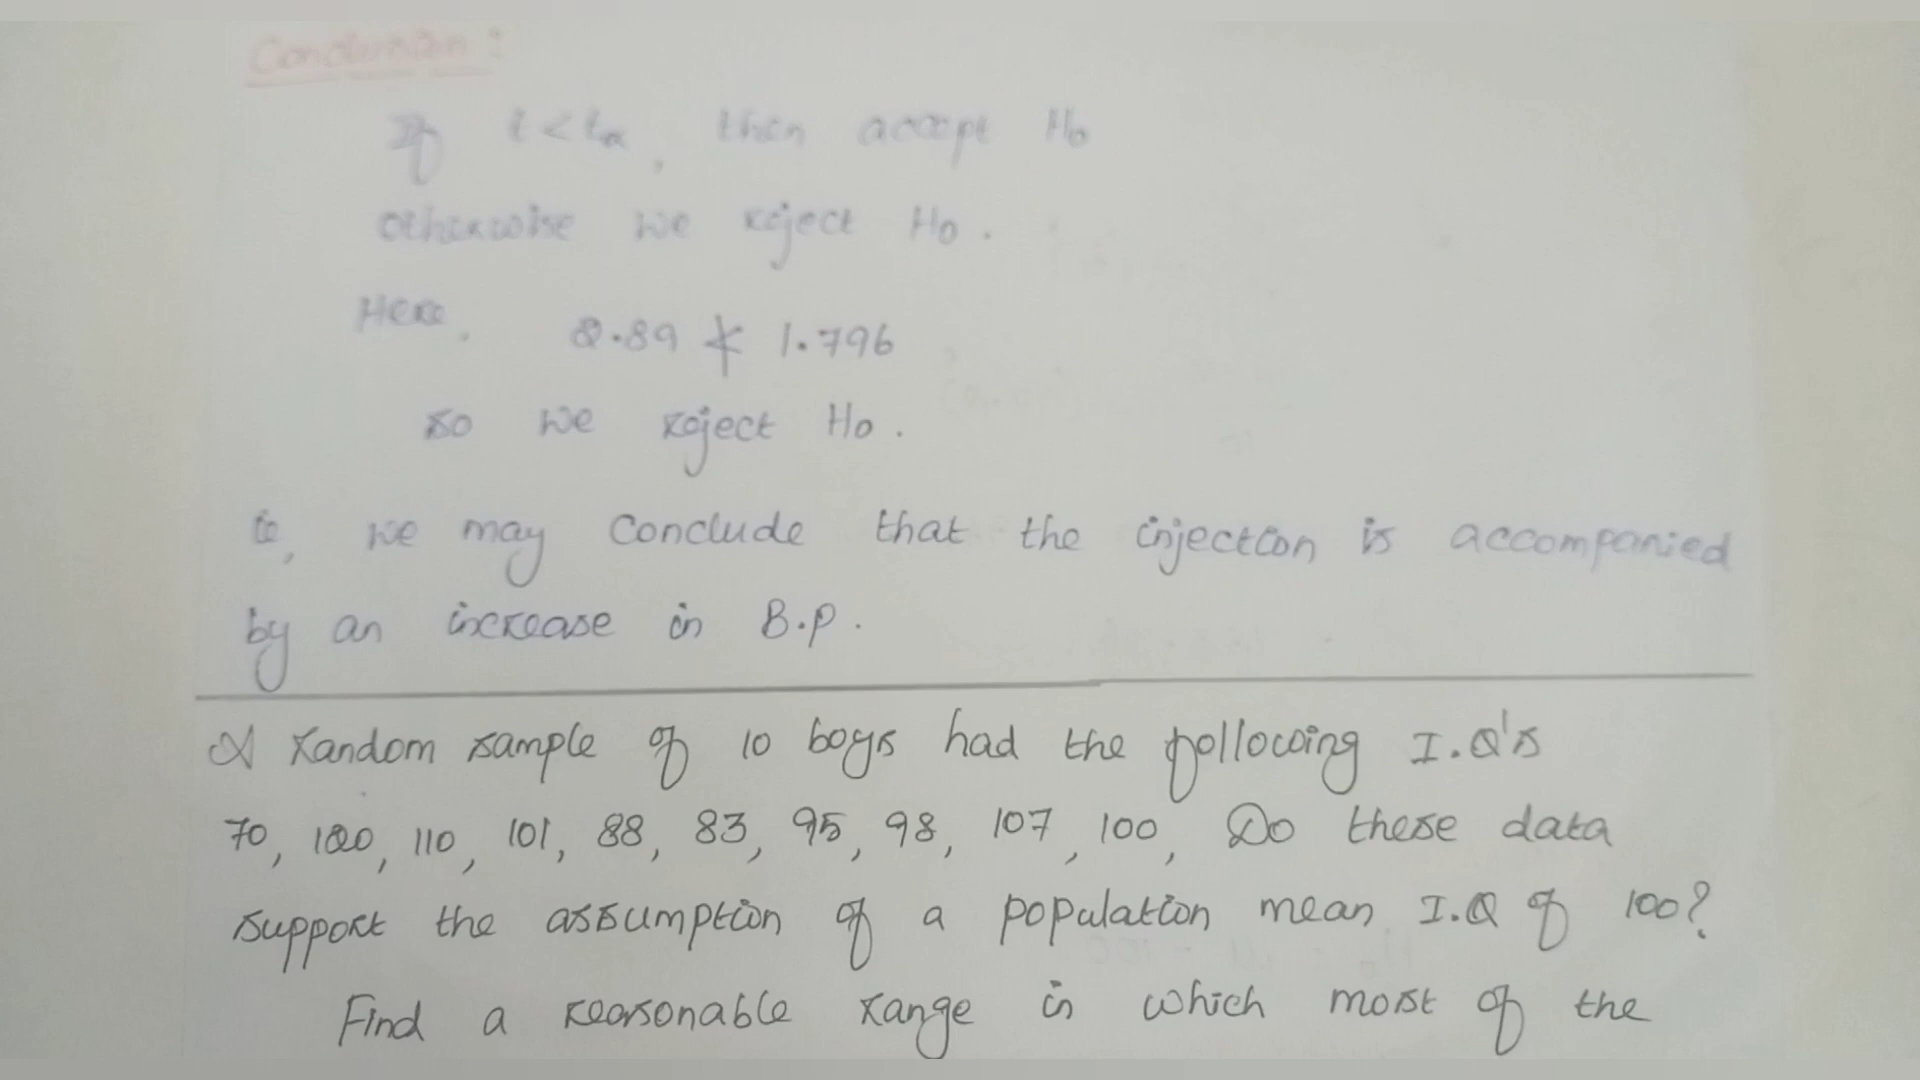 Conclusion :
If t < tα, then accept H0
otherwise we reject H0.
Here, 2.89 ≮ 1.796
so we reject H0.
ie, we may conclude that the injection is accompanied
by an increase in B.P.
A random sample of 10 boys had the following I.Q's
70, 120, 110, 101, 88, 83, 95, 98, 107, 100, Do these data
support the assumption of a population mean I.Q of 100?
Find a reasonable range in which most of the